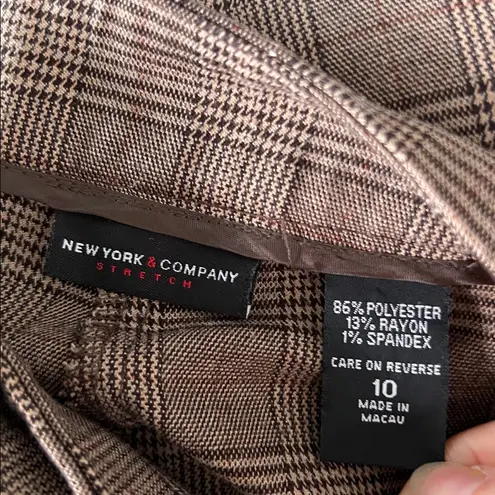 NEW YORK & COMPANY
STRETCH
86% POLYESTER
13% RAYON
1% SPANDEX
CARE ON REVERSE
10
MADE IN
MACAU